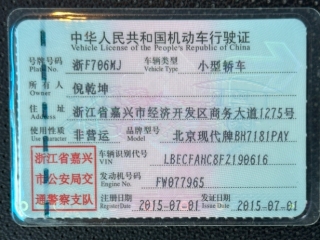 中华人民共和国机动车行驶证
Vehicle License of the People's Republic of China
号牌号码 浙F706MJ 车辆类型 小型轿车
Plate No. Vehicle Type
所有人 倪乾坤
Owner
住址 浙江省嘉兴市经济开发区商务大道1275号
Address
使用性质 非营运 品牌型号 北京现代牌BH7181PAY
Use Character Model
浙江省嘉兴
市公安局交
通警察支队
车辆识别代号 LBECFAHC8FZ190616
VIN
发动机号码 FW077965
Engine No.
注册日期 2015-07-01 发证日期 2015-07-01
Register Date Issue Date